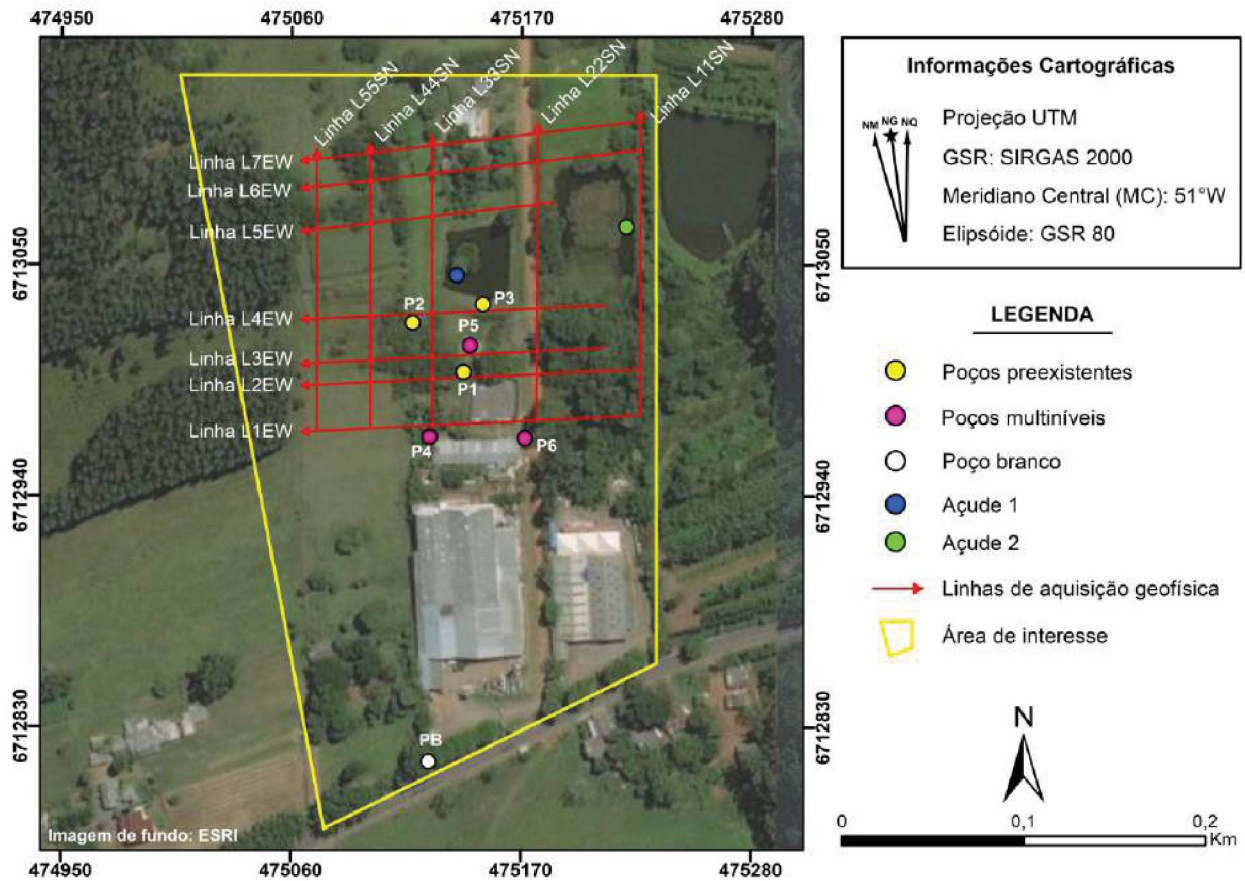 474950 475060 475170 475280
Linha L55SN
Linha L44SN
Linha L33SN
Linha L22SN
Linha L11SN
Linha L7EW
Linha L6EW
Linha L5EW
Linha L4EW
Linha L3EW
Linha L2EW
Linha L1EW
P2
P3
P5
P1
P4
P6
PB
6713050
6712940
6712830
6713050
6712940
6712830
Imagem de fundo: ESRI
474950 475060 475170 475280
Informações Cartográficas
NM NG NQ
Projeção UTM
GSR: SIRGAS 2000
Meridiano Central (MC): 51°W
Elipsóide: GSR 80
LEGENDA
Poços preexistentes
Poços multiníveis
Poço branco
Açude 1
Açude 2
Linhas de aquisição geofísica
Área de interesse
N
0 0,1 0,2
Km